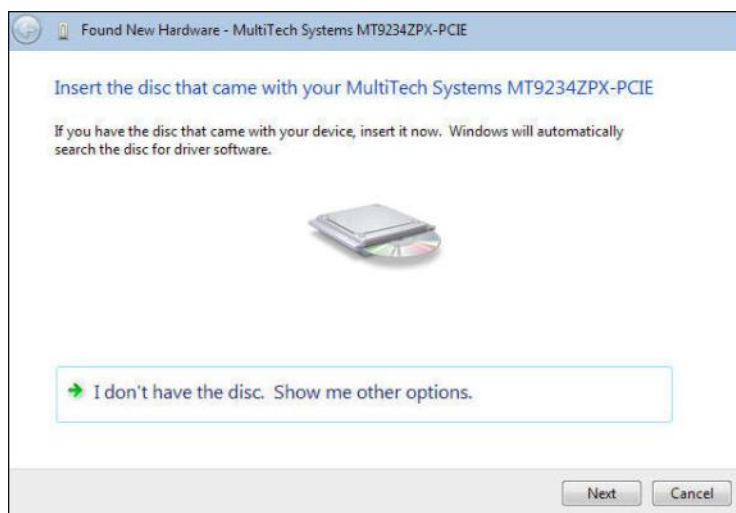 Found New Hardware - MultiTech Systems MT9234ZPX-PCIE
Insert the disc that came with your MultiTech Systems MT9234ZPX-PCIE
If you have the disc that came with your device, insert it now.  Windows will automatically
search the disc for driver software.
I don't have the disc.  Show me other options.
Next Cancel